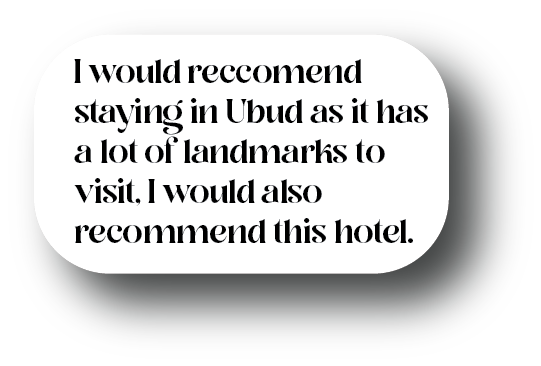 I would reccomend
staying in Ubud as it has
a lot of landmarks to
visit, I would also
recommend this hotel.